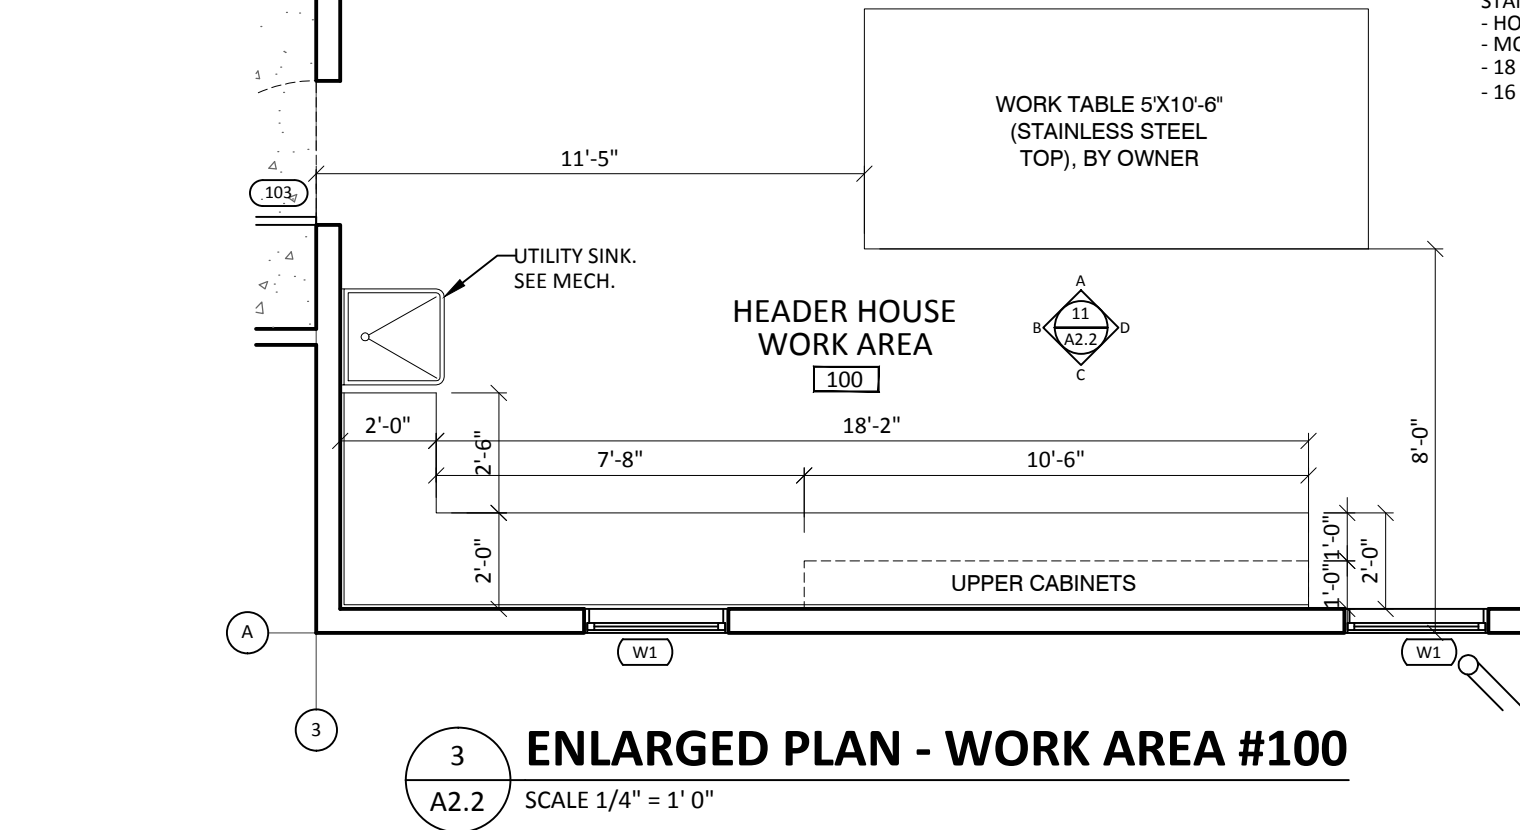 - 18
- 16
WORK TABLE 5'X10'-6"
(STAINLESS STEEL
TOP), BY OWNER
11'-5"
103
UTILITY SINK.
SEE MECH.
HEADER HOUSE
WORK AREA
100
A
B
11
D
A2.2
C
2'-0"
18'-2"
2'-6"
7'-8"
10'-6"
8'-0"
2'-0"
1'-0"
1'-0"
2'-0"
UPPER CABINETS
A
W1
W1
3
3
A2.2
ENLARGED PLAN - WORK AREA #100
SCALE 1/4" = 1' 0"